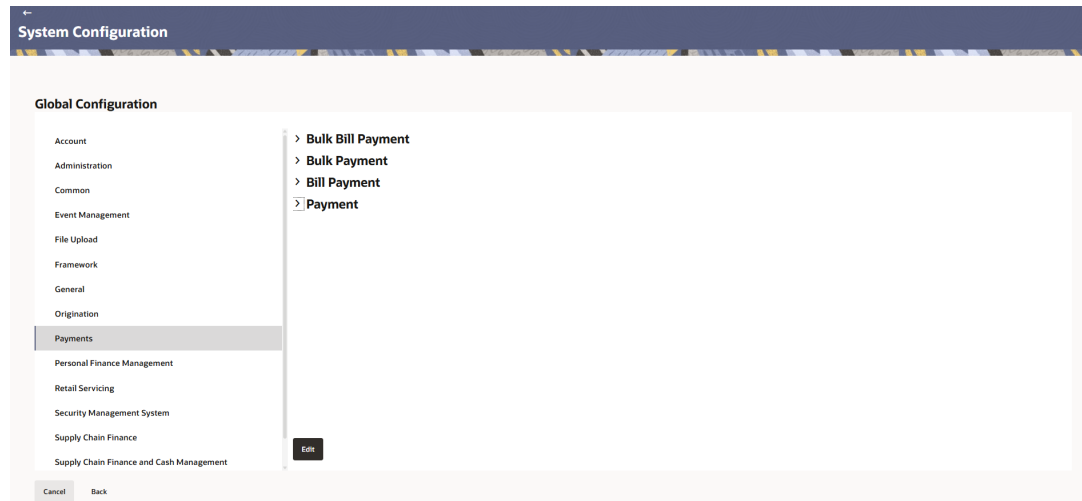 System Configuration
Global Configuration
Account
Administration
Common
Event Management
File Upload
Framework
General
Origination
Payments
Personal Finance Management
Retail Servicing
Security Management System
Supply Chain Finance
Supply Chain Finance and Cash Management
Bulk Bill Payment
Bulk Payment
Bill Payment
Payment
Edit
Cancel Back